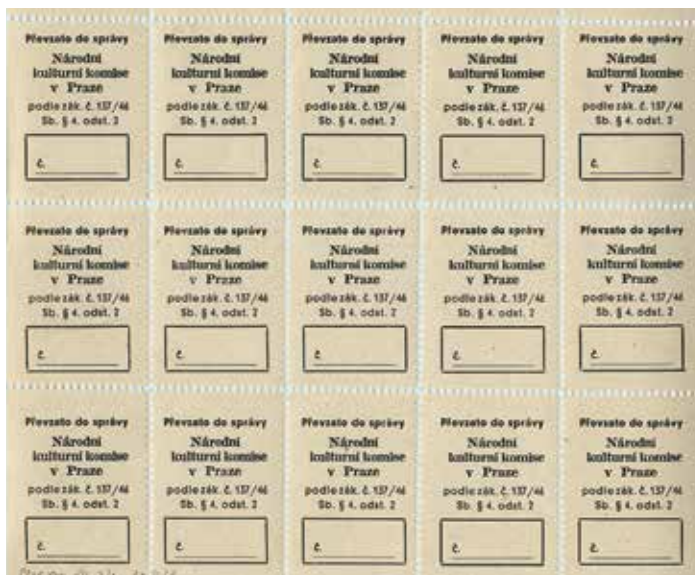 Převzato do správy
Národní
kulturní komise
v Praze
podle zák. č. 137/46
Sb. § 4. odst. 2
č.
Převzato do správy
Národní
kulturní komise
v Praze
podle zák. č. 137/46
Sb. § 4. odst. 2
č.
Převzato do správy
Národní
kulturní komise
v Praze
podle zák. č. 137/46
Sb. § 4. odst. 2
č.
Převzato do správy
Národní
kulturní komise
v Praze
podle zák. č. 137/46
Sb. § 4. odst. 2
č.
Převzato do správy
Národní
kulturní komise
v Praze
podle zák. č. 137/46
Sb. § 4. odst. 2
č.
Převzato do správy
Národní
kulturní komise
v Praze
podle zák. č. 137/46
Sb. § 4. odst. 2
č.
Převzato do správy
Národní
kulturní komise
v Praze
podle zák. č. 137/46
Sb. § 4. odst. 2
č.
Převzato do správy
Národní
kulturní komise
v Praze
podle zák. č. 137/46
Sb. § 4. odst. 2
č.
Převzato do správy
Národní
kulturní komise
v Praze
podle zák. č. 137/46
Sb. § 4. odst. 2
č.
Převzato do správy
Národní
kulturní komise
v Praze
podle zák. č. 137/46
Sb. § 4. odst. 2
č.
Převzato do správy
Národní
kulturní komise
v Praze
podle zák. č. 137/46
Sb. § 4. odst. 2
č.
Převzato do správy
Národní
kulturní komise
v Praze
podle zák. č. 137/46
Sb. § 4. odst. 2
č.
Převzato do správy
Národní
kulturní komise
v Praze
podle zák. č. 137/46
Sb. § 4. odst. 2
č.
Převzato do správy
Národní
kulturní komise
v Praze
podle zák. č. 137/46
Sb. § 4. odst. 2
č.
Převzato do správy
Národní
kulturní komise
v Praze
podle zák. č. 137/46
Sb. § 4. odst. 2
č.